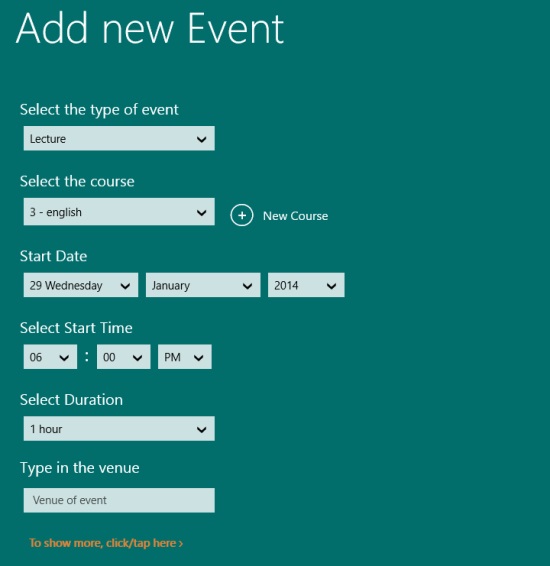 Add new Event
Select the type of event
Lecture
Select the course
3 - english
+ New Course
Start Date
29 Wednesday January 2014
Select Start Time
06 : 00 PM
Select Duration
1 hour
Type in the venue
Venue of event
To show more, click/tap here ›